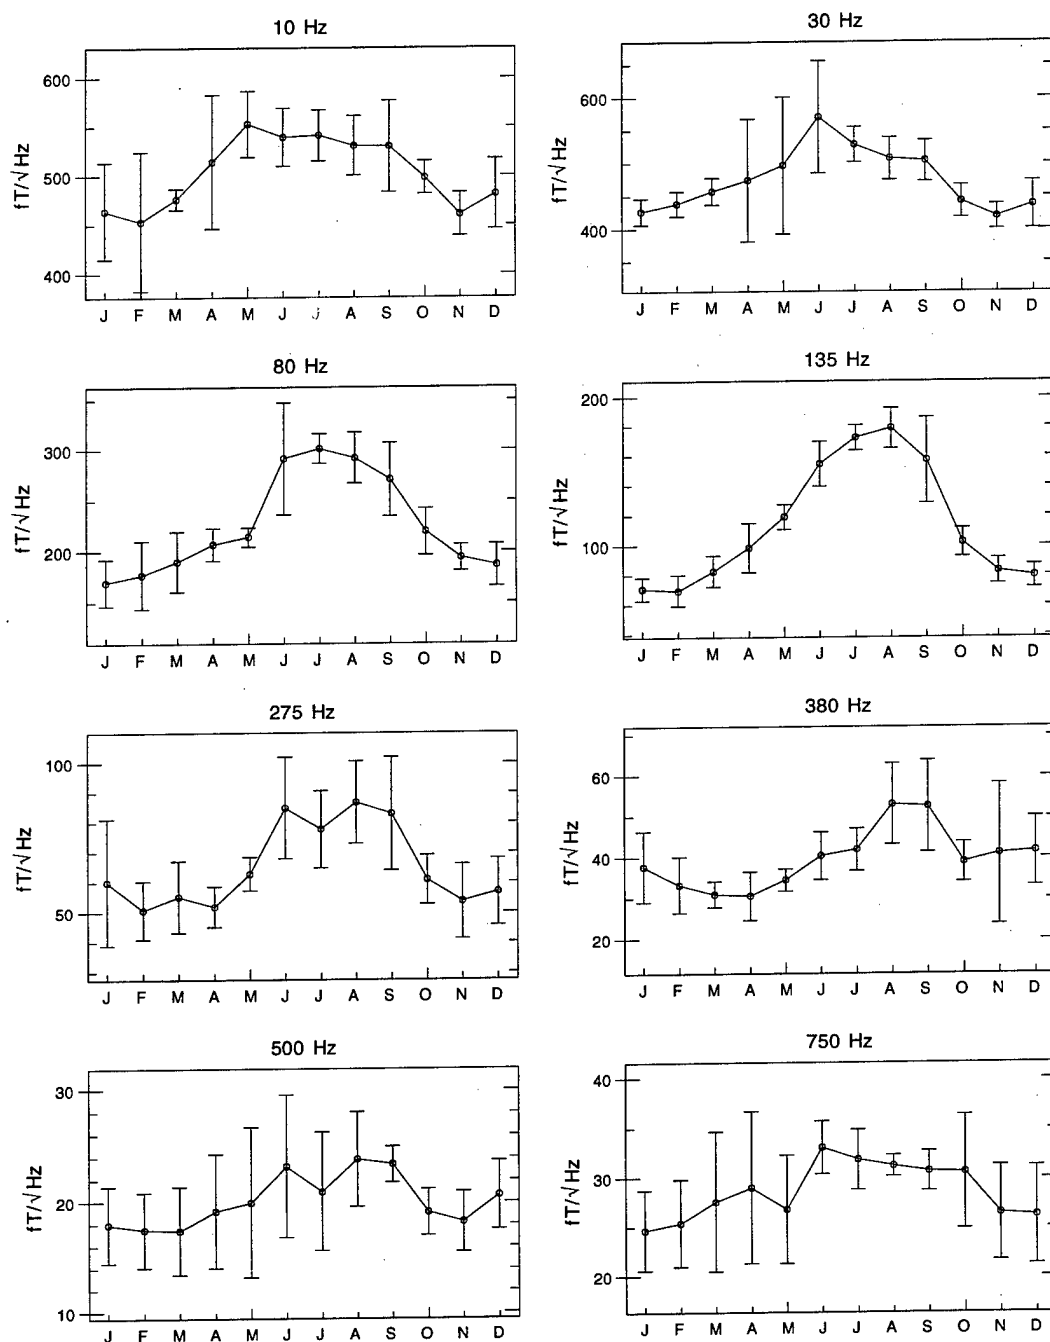 10 Hz
30 Hz
600
500
400
fT/√Hz
J F M A M J J A S O N D
600
400
fT/√Hz
J F M A M J J A S O N D
80 Hz
135 Hz
300
200
fT/√Hz
J F M A M J J A S O N D
200
100
fT/√Hz
J F M A M J J A S O N D
275 Hz
380 Hz
100
50
fT/√Hz
J F M A M J J A S O N D
60
40
20
fT/√Hz
J F M A M J J A S O N D
500 Hz
750 Hz
30
20
10
fT/√Hz
J F M A M J J A S O N D
40
30
20
fT/√Hz
J F M A M J J A S O N D